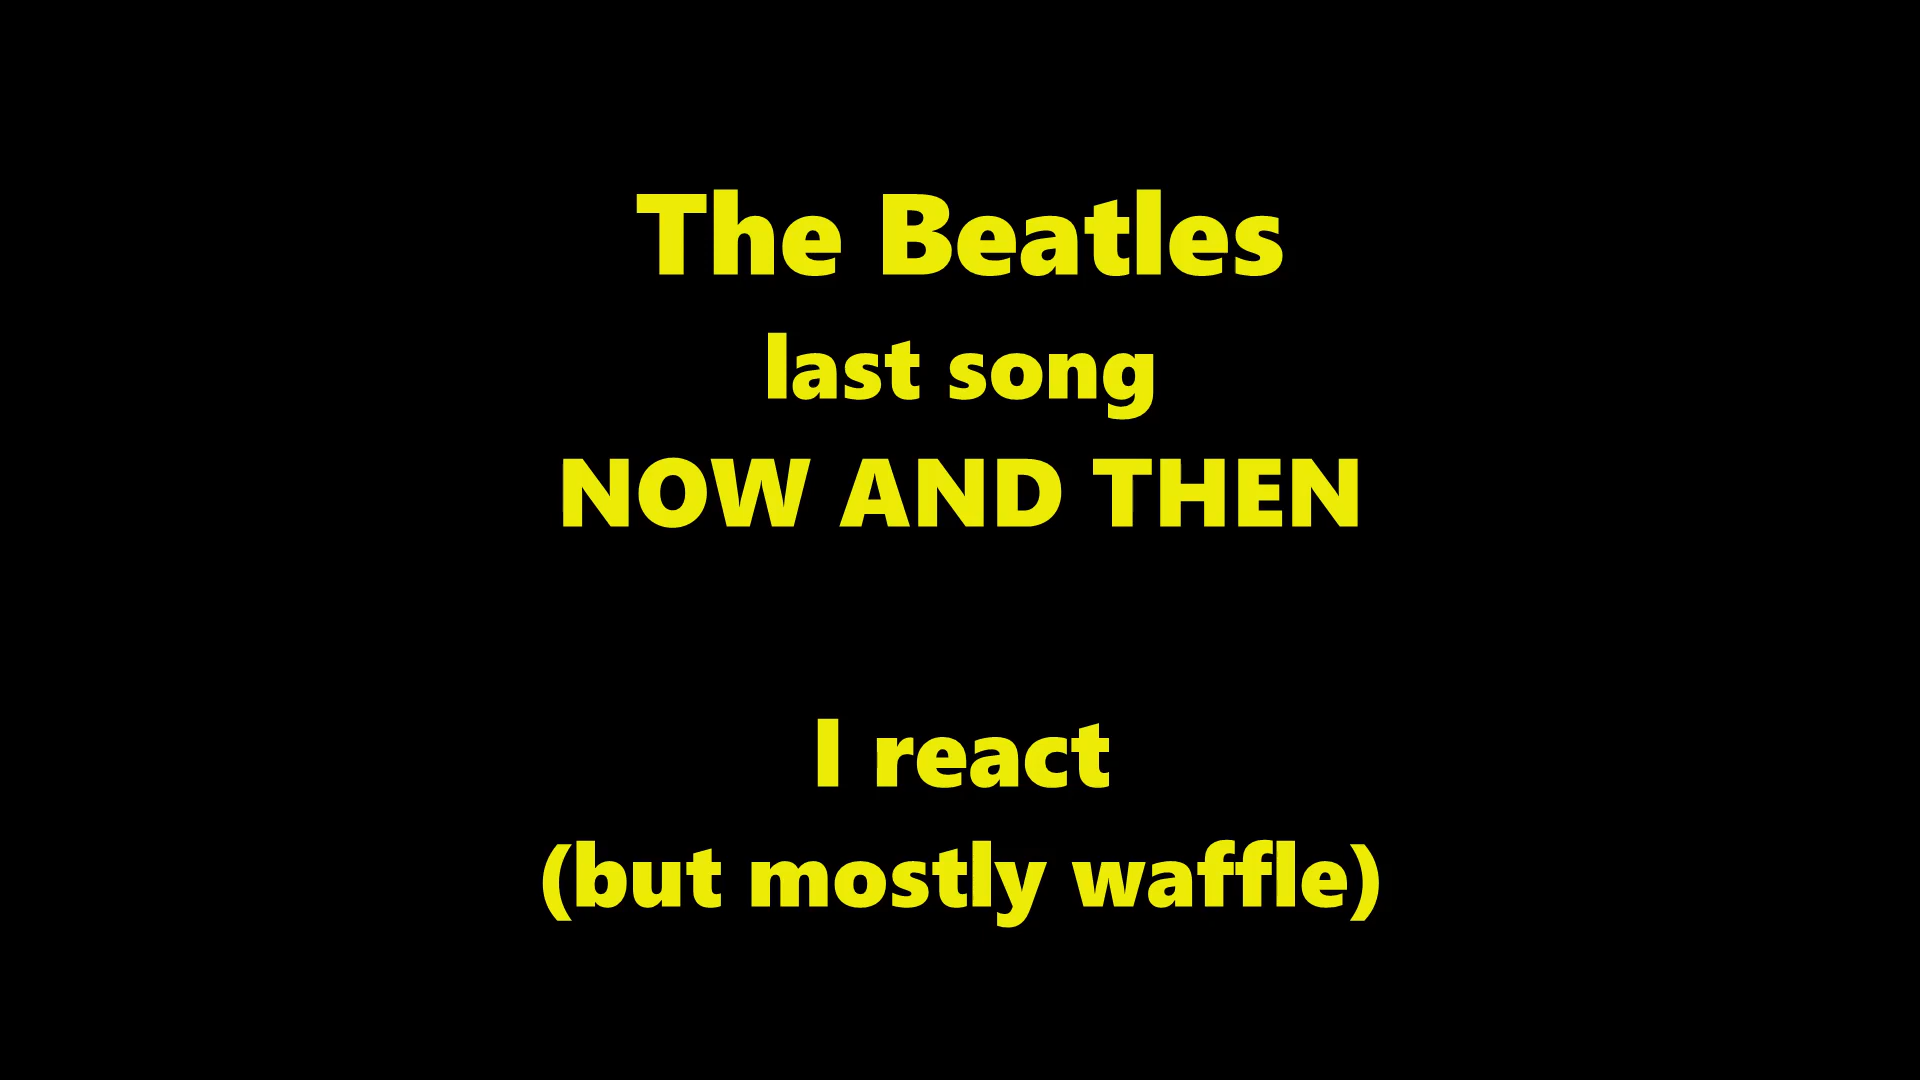 The Beatles
last song
NOW AND THEN
I react
(but mostly waffle)